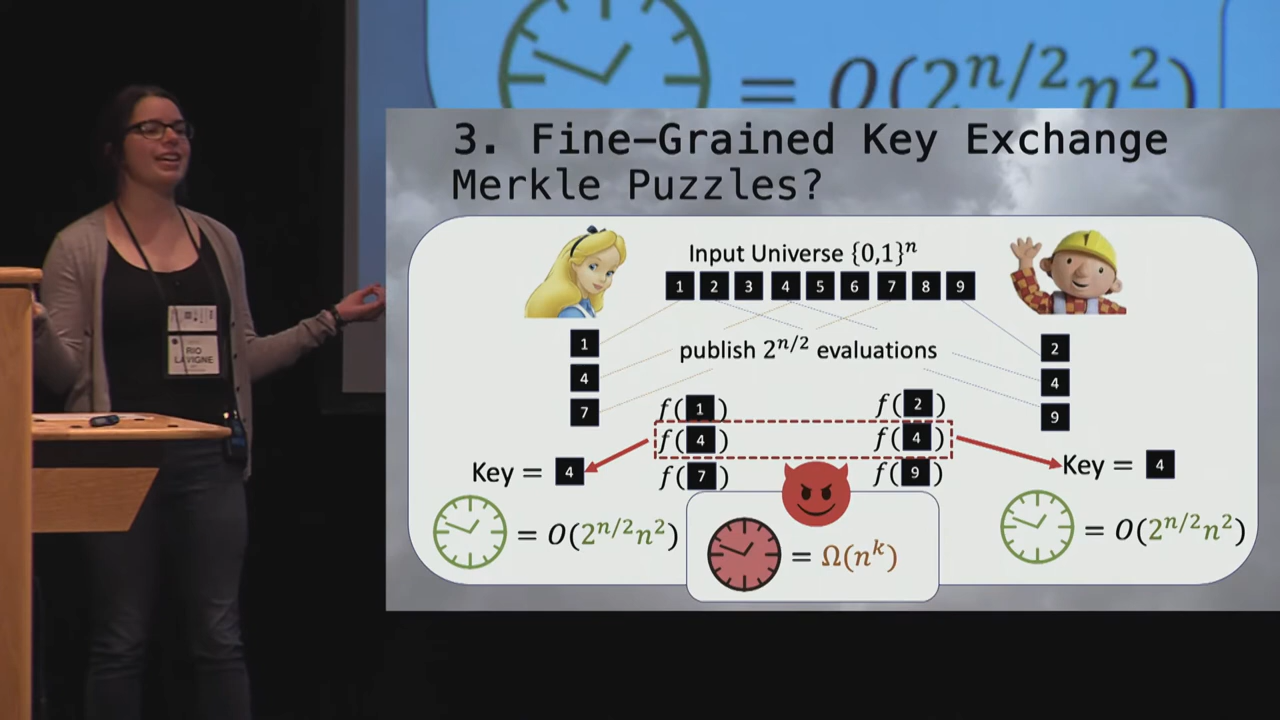 = O(2^{n/2}n^2)
3. Fine-Grained Key Exchange
Merkle Puzzles?
Input Universe {0,1}^n
1 2 3 4 5 6 7 8 9
1
4
7
publish 2^{n/2} evaluations
2
4
9
f(1) f(2)
f(4) f(4)
f(7) f(9)
Key = 4
Key = 4
= O(2^{n/2}n^2)
= Ω(n^k)
= O(2^{n/2}n^2)
RIO
LAVIGNE